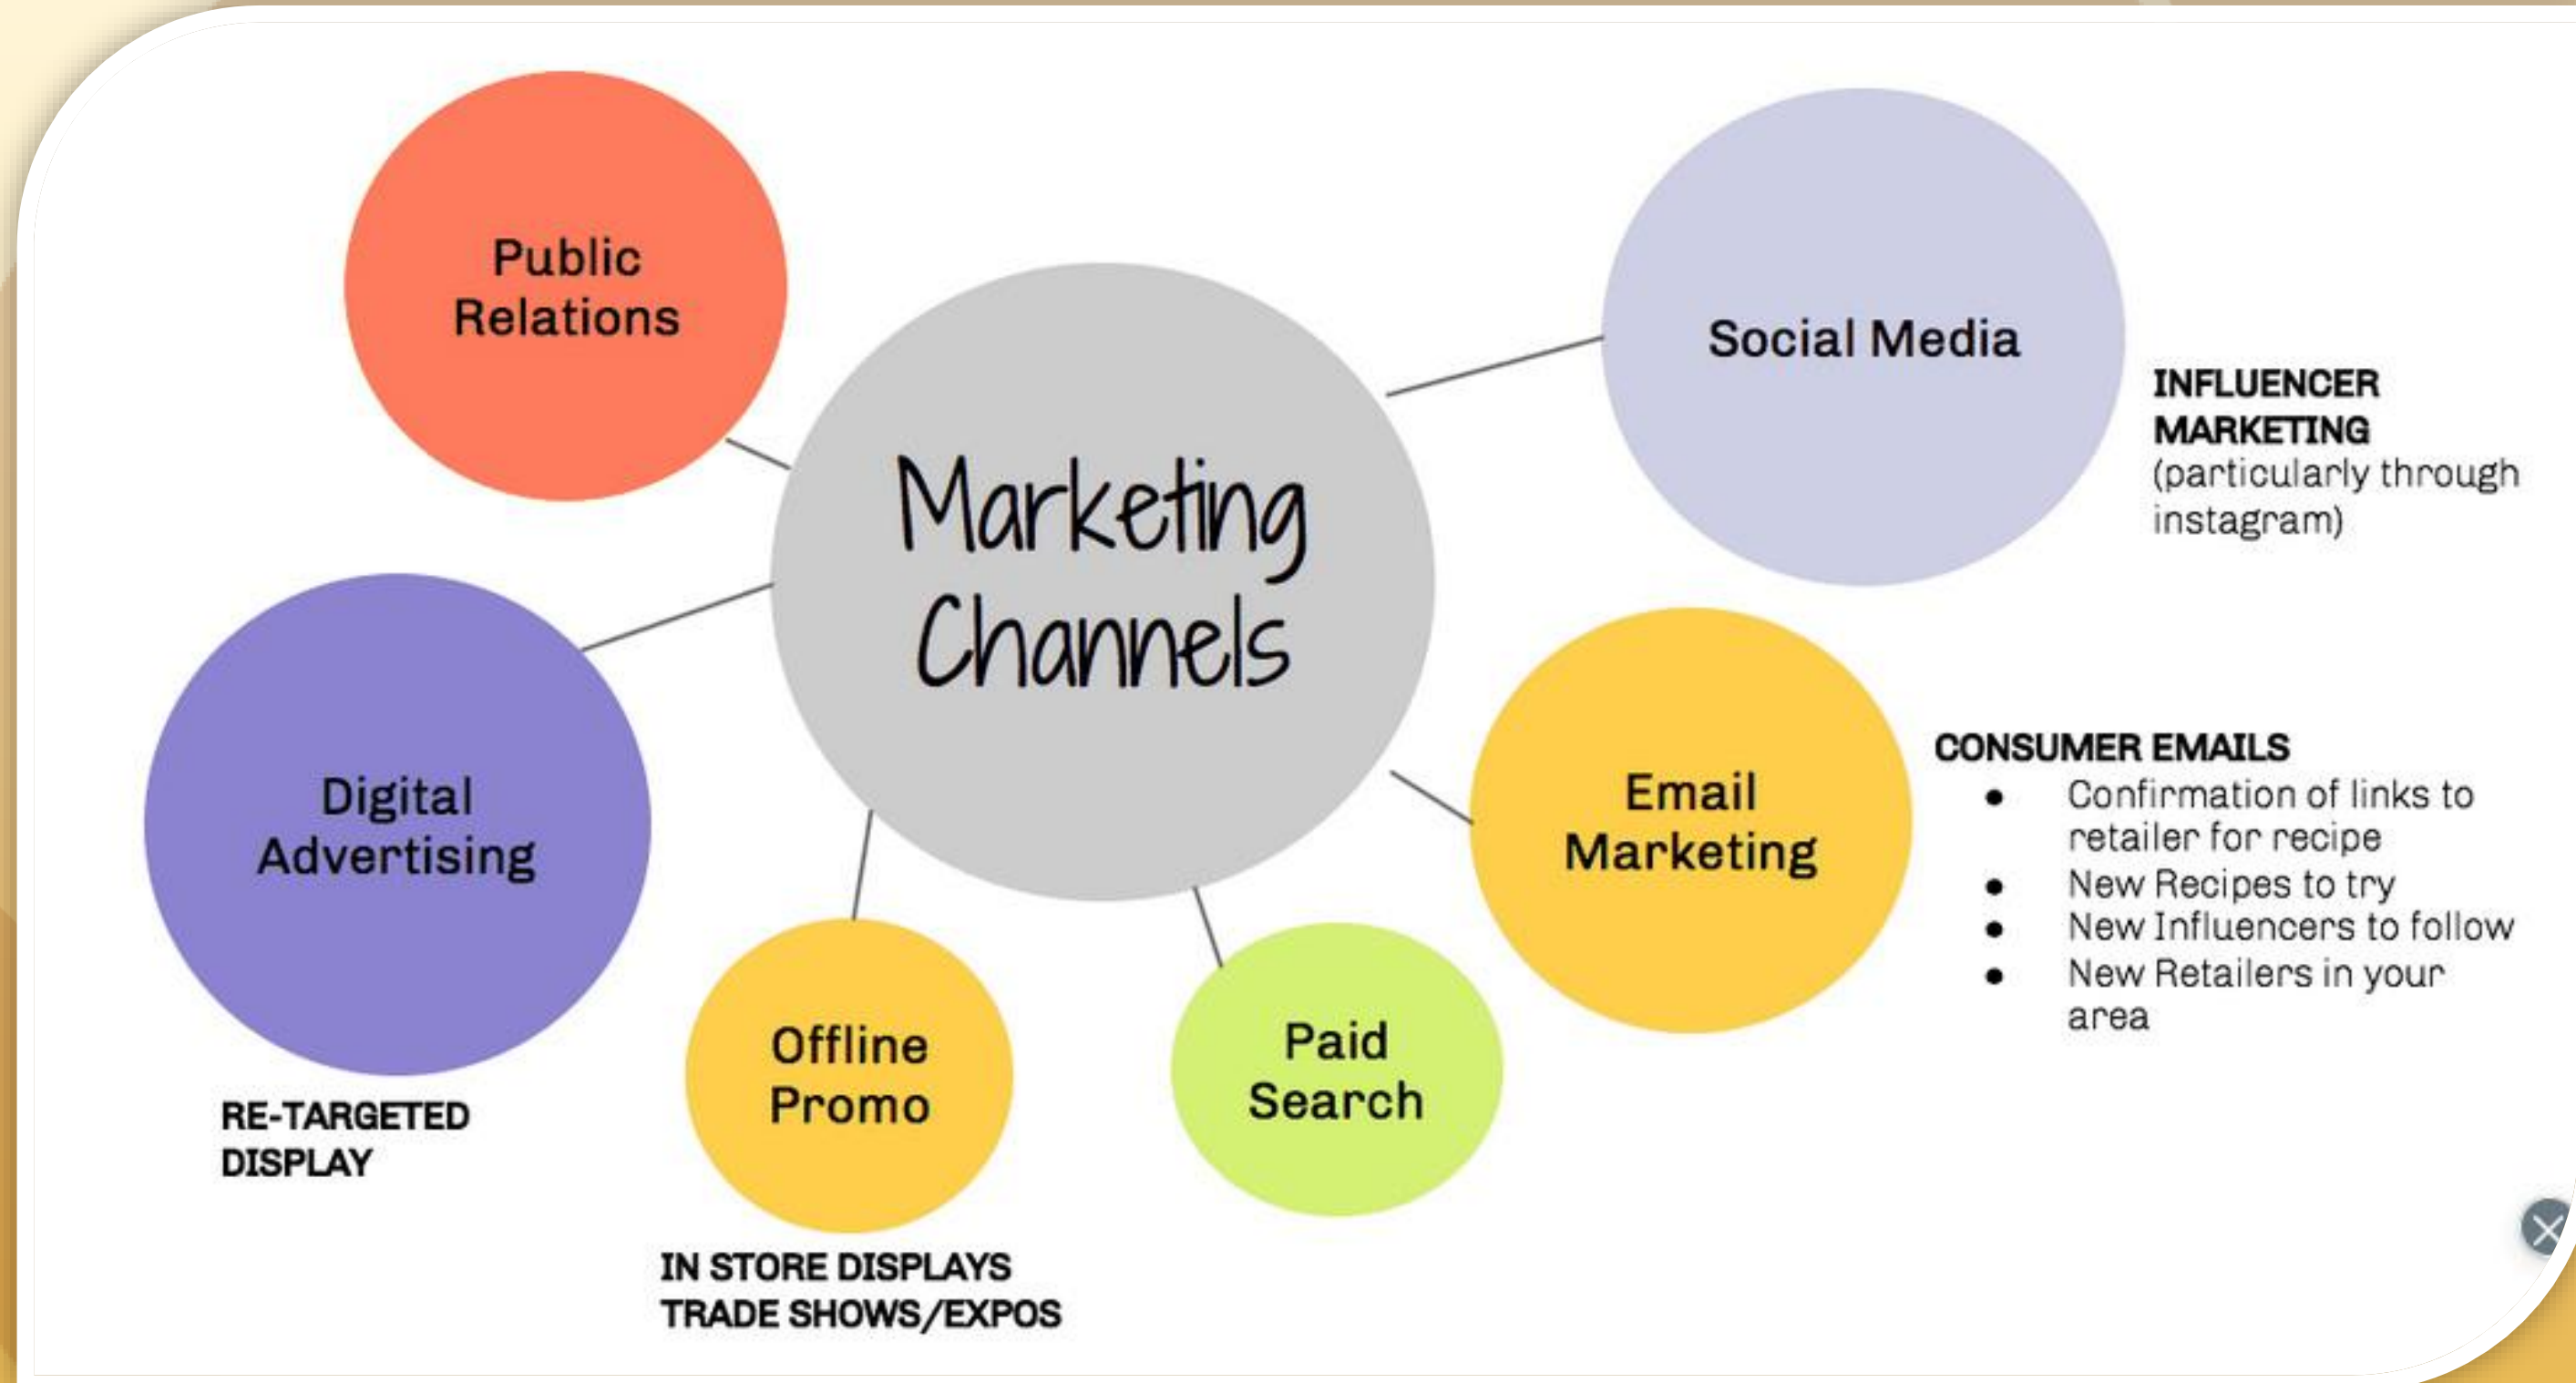 Public
Relations
Social Media
INFLUENCER
MARKETING
(particularly through
instagram)
Marketing
Channels
Digital
Advertising
RE-TARGETED
DISPLAY
Offline
Promo
IN STORE DISPLAYS
TRADE SHOWS/EXPOS
Paid
Search
Email
Marketing
CONSUMER EMAILS
● Confirmation of links to
retailer for recipe
● New Recipes to try
● New Influencers to follow
● New Retailers in your
area